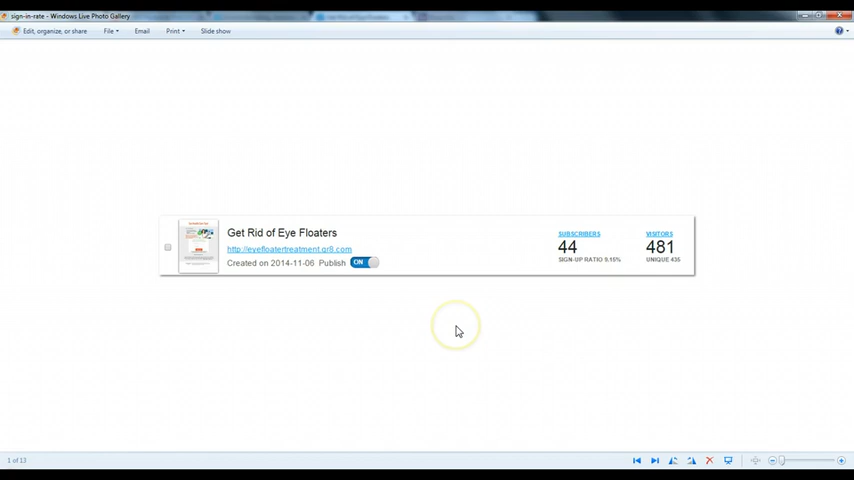 sign-in-rate - Windows Live Photo Gallery
Edit, organize, or share File Email Print Slide show
Get Rid of Eye Floaters
http://eyefloatertreatment.gr8.com
Created on 2014-11-06 Publish ON
SUBSCRIBERS
44
SIGN-UP RATIO 9,15%
VISITORS
481
UNIQUE 435
1 of 13